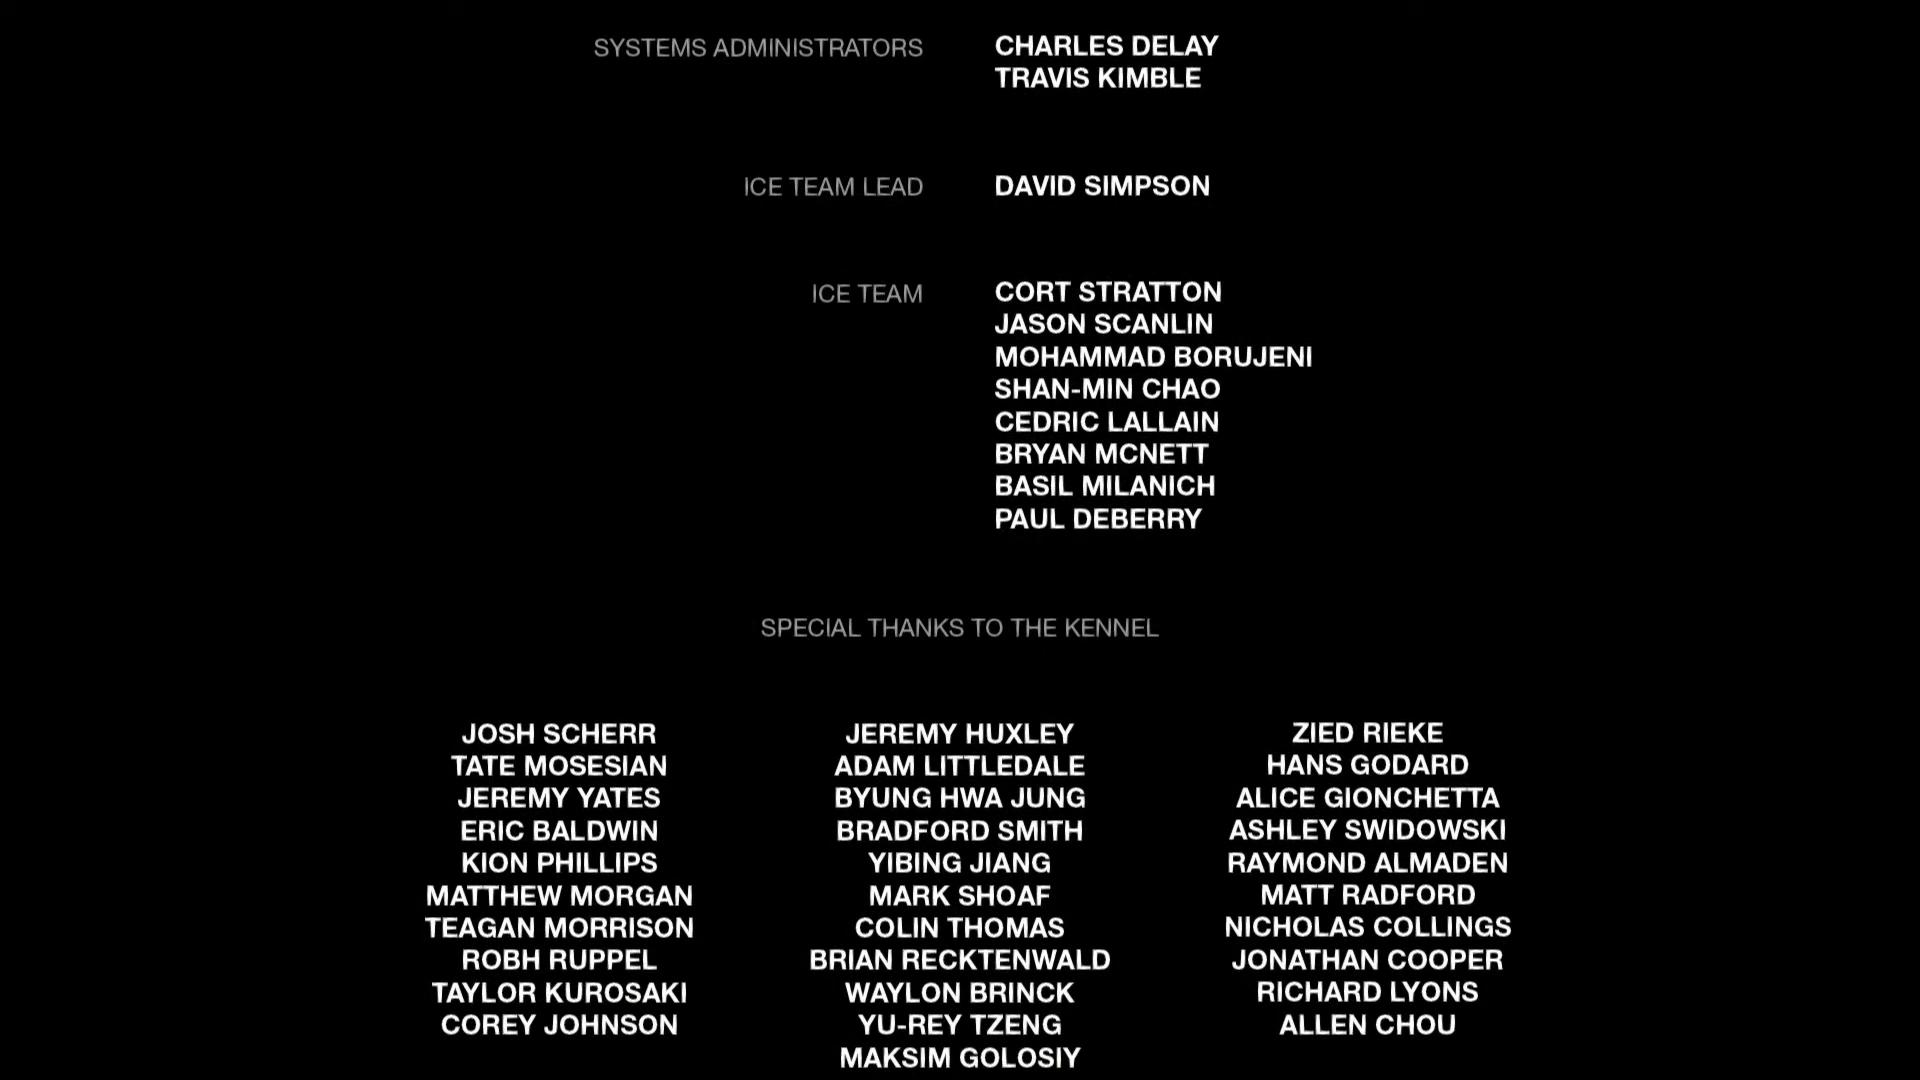 SYSTEMS ADMINISTRATORS CHARLES DELAY
TRAVIS KIMBLE
ICE TEAM LEAD DAVID SIMPSON
ICE TEAM CORT STRATTON
JASON SCANLIN
MOHAMMAD BORUJENI
SHAN-MIN CHAO
CEDRIC LALLAIN
BRYAN MCNETT
BASIL MILANICH
PAUL DEBERRY
SPECIAL THANKS TO THE KENNEL
JOSH SCHERR
TATE MOSESIAN
JEREMY YATES
ERIC BALDWIN
KION PHILLIPS
MATTHEW MORGAN
TEAGAN MORRISON
ROBH RUPPEL
TAYLOR KUROSAKI
COREY JOHNSON
JEREMY HUXLEY
ADAM LITTLEDALE
BYUNG HWA JUNG
BRADFORD SMITH
YIBING JIANG
MARK SHOAF
COLIN THOMAS
BRIAN RECKTENWALD
WAYLON BRINCK
YU-REY TZENG
MAKSIM GOLOSIY
ZIED RIEKE
HANS GODARD
ALICE GIONCHETTA
ASHLEY SWIDOWSKI
RAYMOND ALMADEN
MATT RADFORD
NICHOLAS COLLINGS
JONATHAN COOPER
RICHARD LYONS
ALLEN CHOU